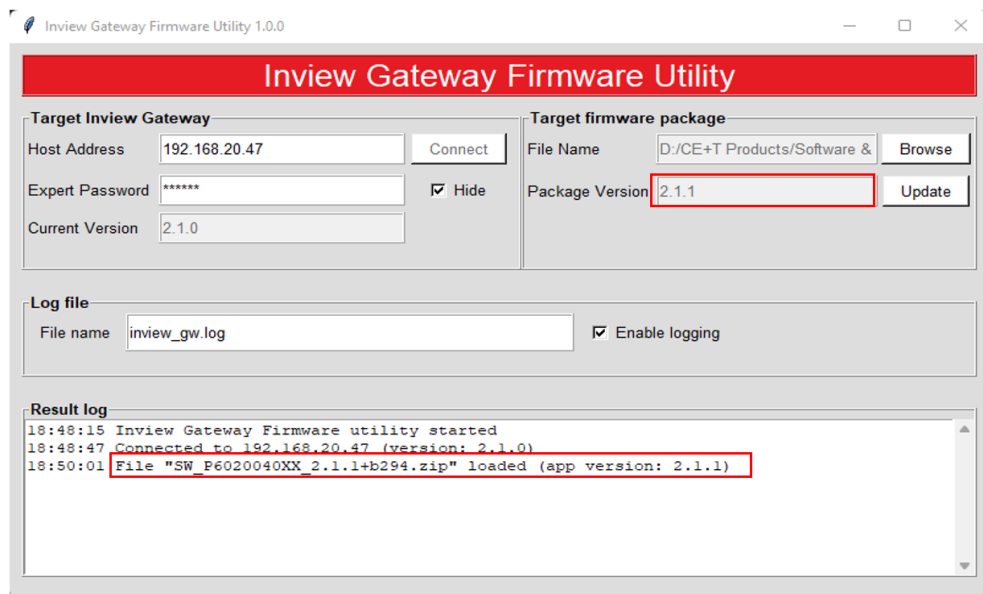 Inview Gateway Firmware Utility 1.0.0
Inview Gateway Firmware Utility
Target Inview Gateway
Host Address 192.168.20.47 Connect
Expert Password ****** Hide
Current Version 2.1.0
Target firmware package
File Name D:/CE+T Products/Software & Browse
Package Version 2.1.1 Update
Log file
File name inview_gw.log Enable logging
Result log
18:48:15 Inview Gateway Firmware utility started
18:48:47 Connected to 192.168.20.47 (version: 2.1.0)
18:50:01 File "SW_P6020040XX_2.1.1+b294.zip" loaded (app version: 2.1.1)